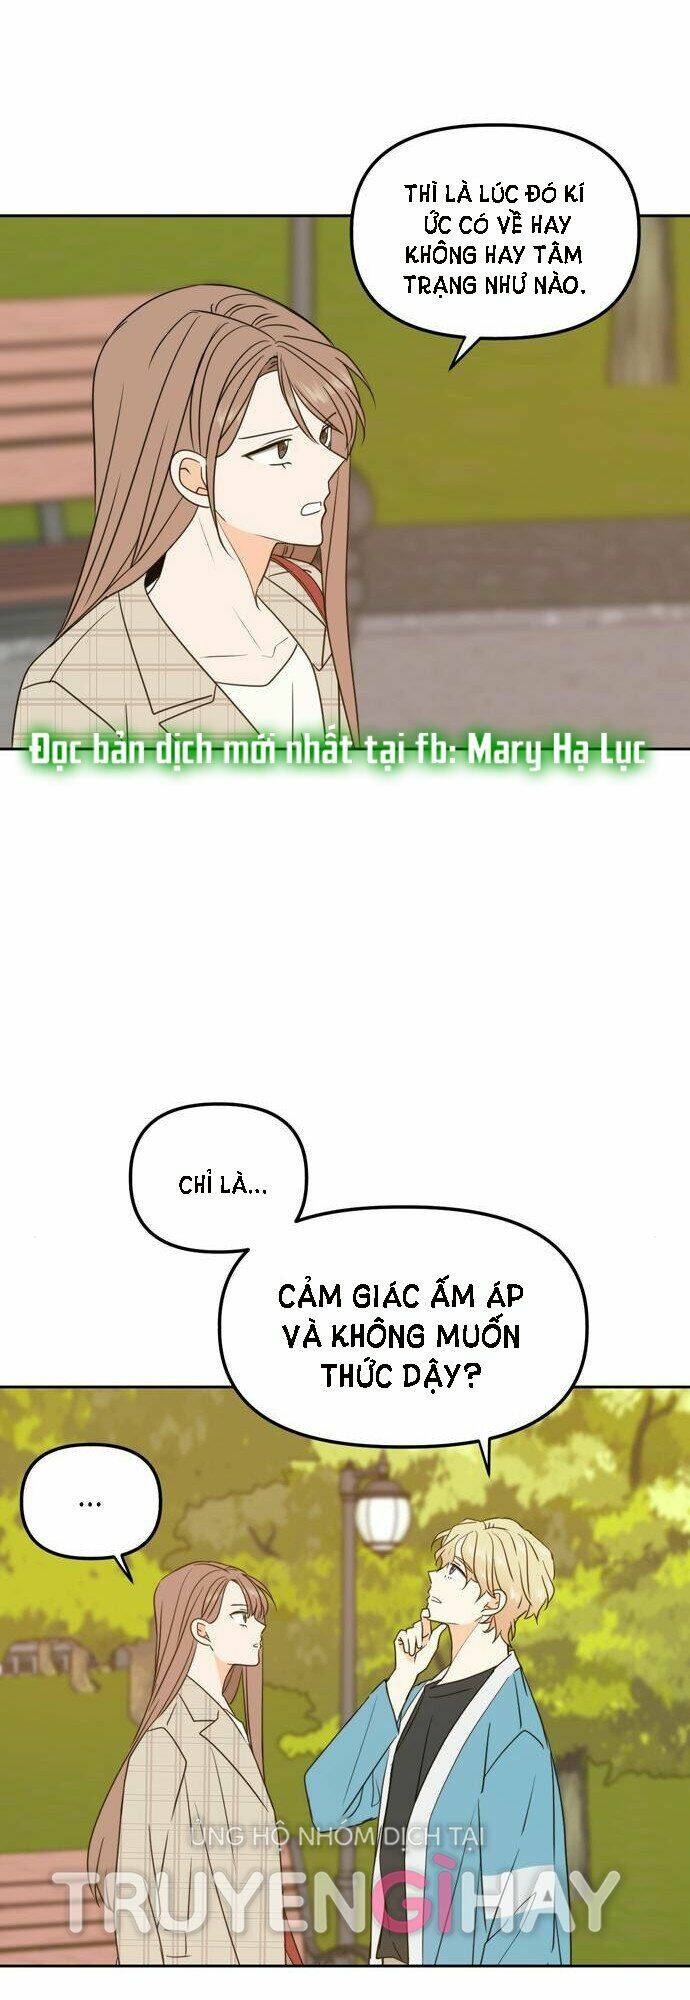 THÌ LÀ LÚC ĐÓ KÍ
ỨC CÓ VỀ HAY
KHÔNG HAY TÂM
TRẠNG NHƯ NÀO.
Đọc bản dịch mới nhất tại fb: Mary Hạ Lục
CHỈ LÀ...
CẢM GIÁC ẤM ÁP
VÀ KHÔNG MUỐN
THỨC DẬY?
...
ỦNG HỘ NHÓM DỊCH TẠI
TRUYENGIHAY